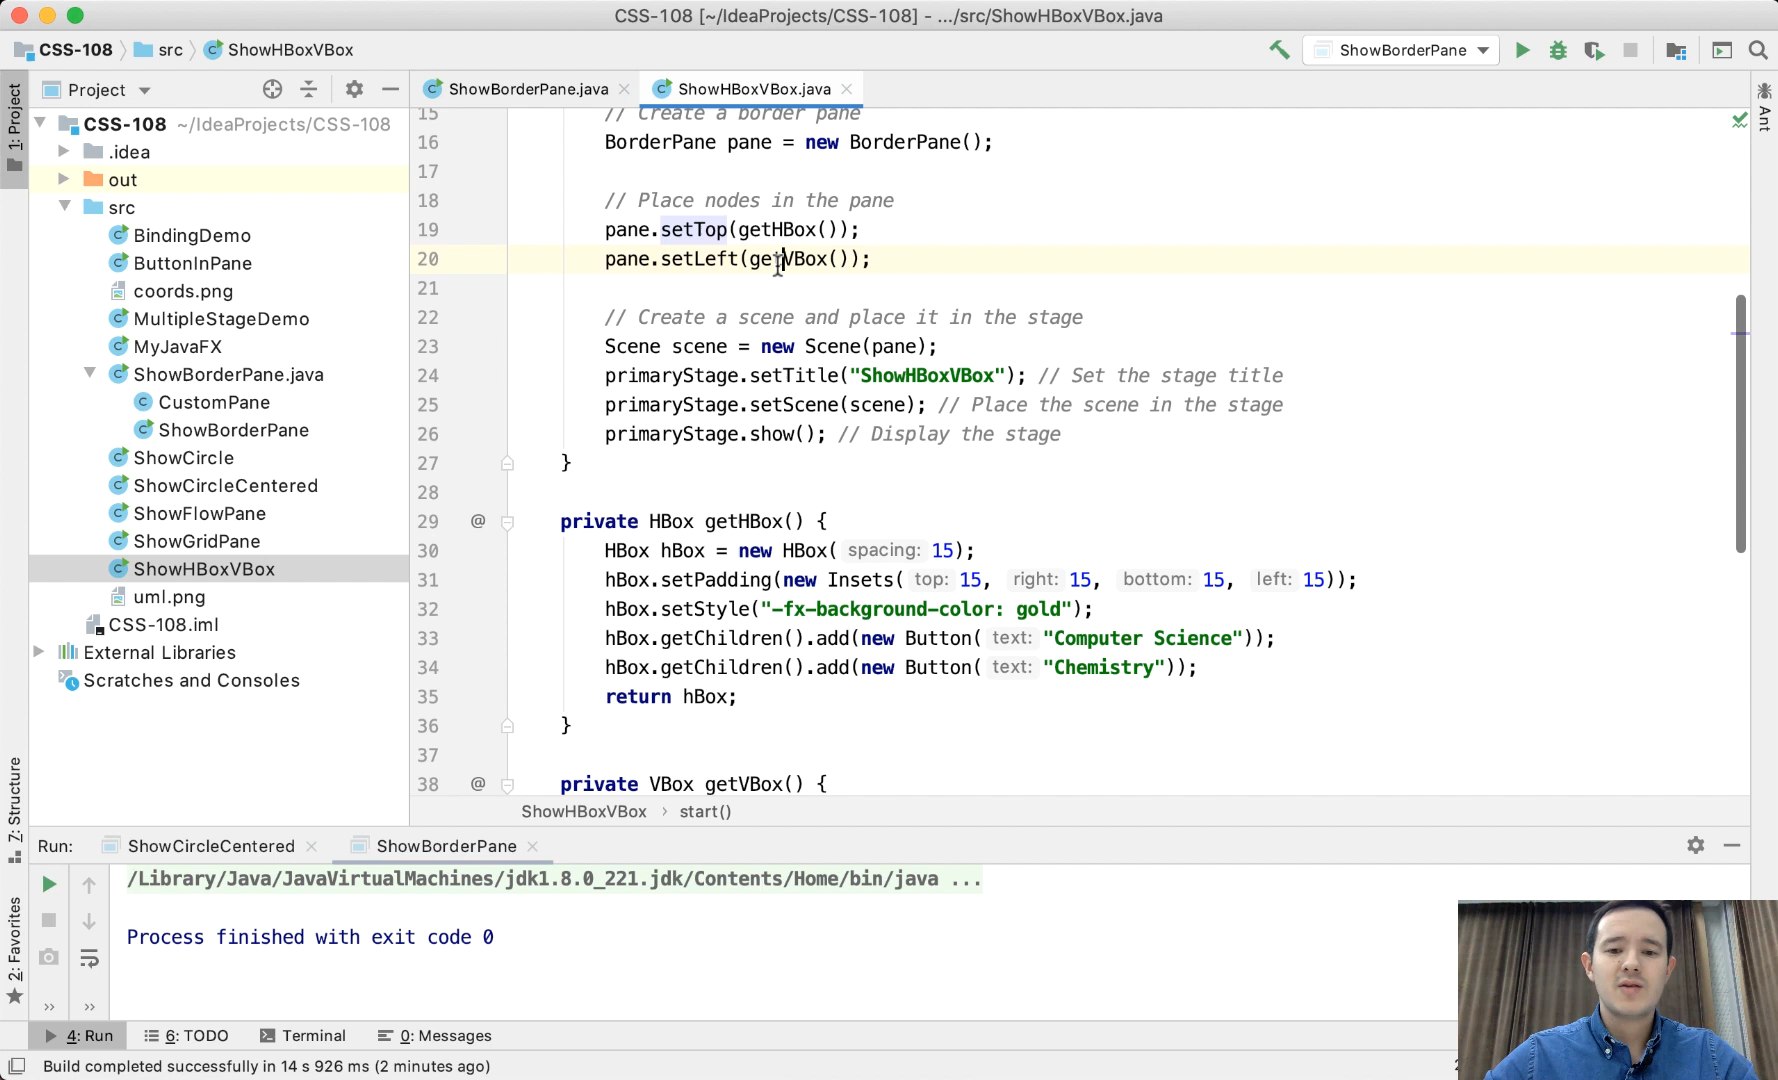 CSS-108 [~/IdeaProjects/CSS-108] - .../src/ShowHBoxVBox.java
CSS-108 src ShowHBoxVBox
ShowBorderPane
1: Project
Project
CSS-108 ~/IdeaProjects/CSS-108
.idea
out
src
BindingDemo
ButtonInPane
coords.png
MultipleStageDemo
MyJavaFX
ShowBorderPane.java
CustomPane
ShowBorderPane
ShowCircle
ShowCircleCentered
ShowFlowPane
ShowGridPane
ShowHBoxVBox
uml.png
CSS-108.iml
External Libraries
Scratches and Consoles
ShowBorderPane.java
ShowHBoxVBox.java
Ant
15 // Create a border pane
16 BorderPane pane = new BorderPane();
17
18 // Place nodes in the pane
19 pane.setTop(getHBox());
20 pane.setLeft(getVBox());
21
22 // Create a scene and place it in the stage
23 Scene scene = new Scene(pane);
24 primaryStage.setTitle("ShowHBoxVBox"); // Set the stage title
25 primaryStage.setScene(scene); // Place the scene in the stage
26 primaryStage.show(); // Display the stage
27 }
28
29 @ private HBox getHBox() {
30 HBox hBox = new HBox( spacing: 15);
31 hBox.setPadding(new Insets( top: 15, right: 15, bottom: 15, left: 15));
32 hBox.setStyle("-fx-background-color: gold");
33 hBox.getChildren().add(new Button( text: "Computer Science"));
34 hBox.getChildren().add(new Button( text: "Chemistry"));
35 return hBox;
36 }
37
38 @ private VBox getVBox() {
ShowHBoxVBox › start()
Z: Structure
2: Favorites
Run: ShowCircleCentered ShowBorderPane
/Library/Java/JavaVirtualMachines/jdk1.8.0_221.jdk/Contents/Home/bin/java ...
Process finished with exit code 0
4: Run 6: TODO Terminal 0: Messages
Build completed successfully in 14 s 926 ms (2 minutes ago)